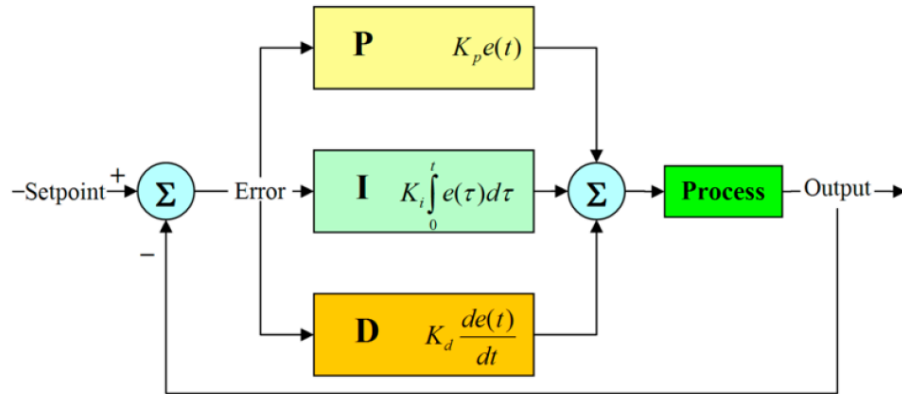 P K_p e(t)
–Setpoint + Σ Error I K_i ∫_0^t e(τ)dτ Σ Process Output
–
D K_d de(t)/dt